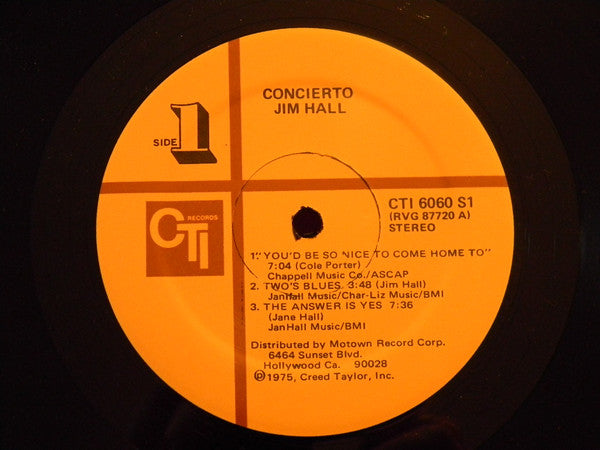 CONCIERTO
JIM HALL
SIDE 1
CTI RECORDS
CTI 6060 S1
(RVG 87720 A)
STEREO
1. "YOU'D BE SO NICE TO COME HOME TO"
7:04 (Cole Porter)
Chappell Music Co./ASCAP
2. TWO'S BLUES 3:48 (Jim Hall)
Janhall Music/Char-Liz Music/BMI
3. THE ANSWER IS YES 7:36
(Jane Hall)
JanHall Music/BMI
Distributed by Motown Record Corp.
6464 Sunset Blvd.
Hollywood Ca. 90028
℗1975, Creed Taylor, Inc.